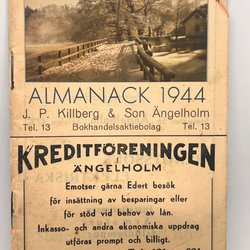 ALMANACK 1944
J. P. Killberg & Son Ängelholm
Tel. 13 Bokhandelsaktiebolag Tel. 13
KREDITFÖRENINGEN
ÄNGELHOLM
Emotser gärna Edert besök
för insättning av besparingar eller
för stöd vid behov av lån.
Inkasso- och andra ekonomiska uppdrag
utföras prompt och billigt.